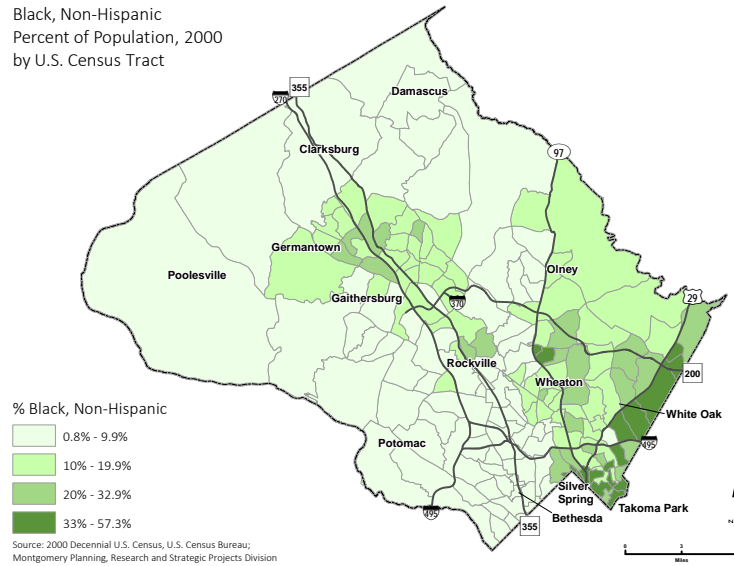 Black, Non-Hispanic
Percent of Population, 2000
by U.S. Census Tract
355
270
Damascus
Clarksburg
97
Germantown
Olney
Poolesville
29
Gaithersburg
370
Rockville
200
Wheaton
White Oak
% Black, Non-Hispanic
0.8% - 9.9%
10% - 19.9%
20% - 32.9%
33% - 57.3%
Potomac
495
Silver
Spring
Takoma Park
495
355
Bethesda
Source: 2000 Decennial U.S. Census, U.S. Census Bureau;
Montgomery Planning, Research and Strategic Projects Division
0 3
Miles